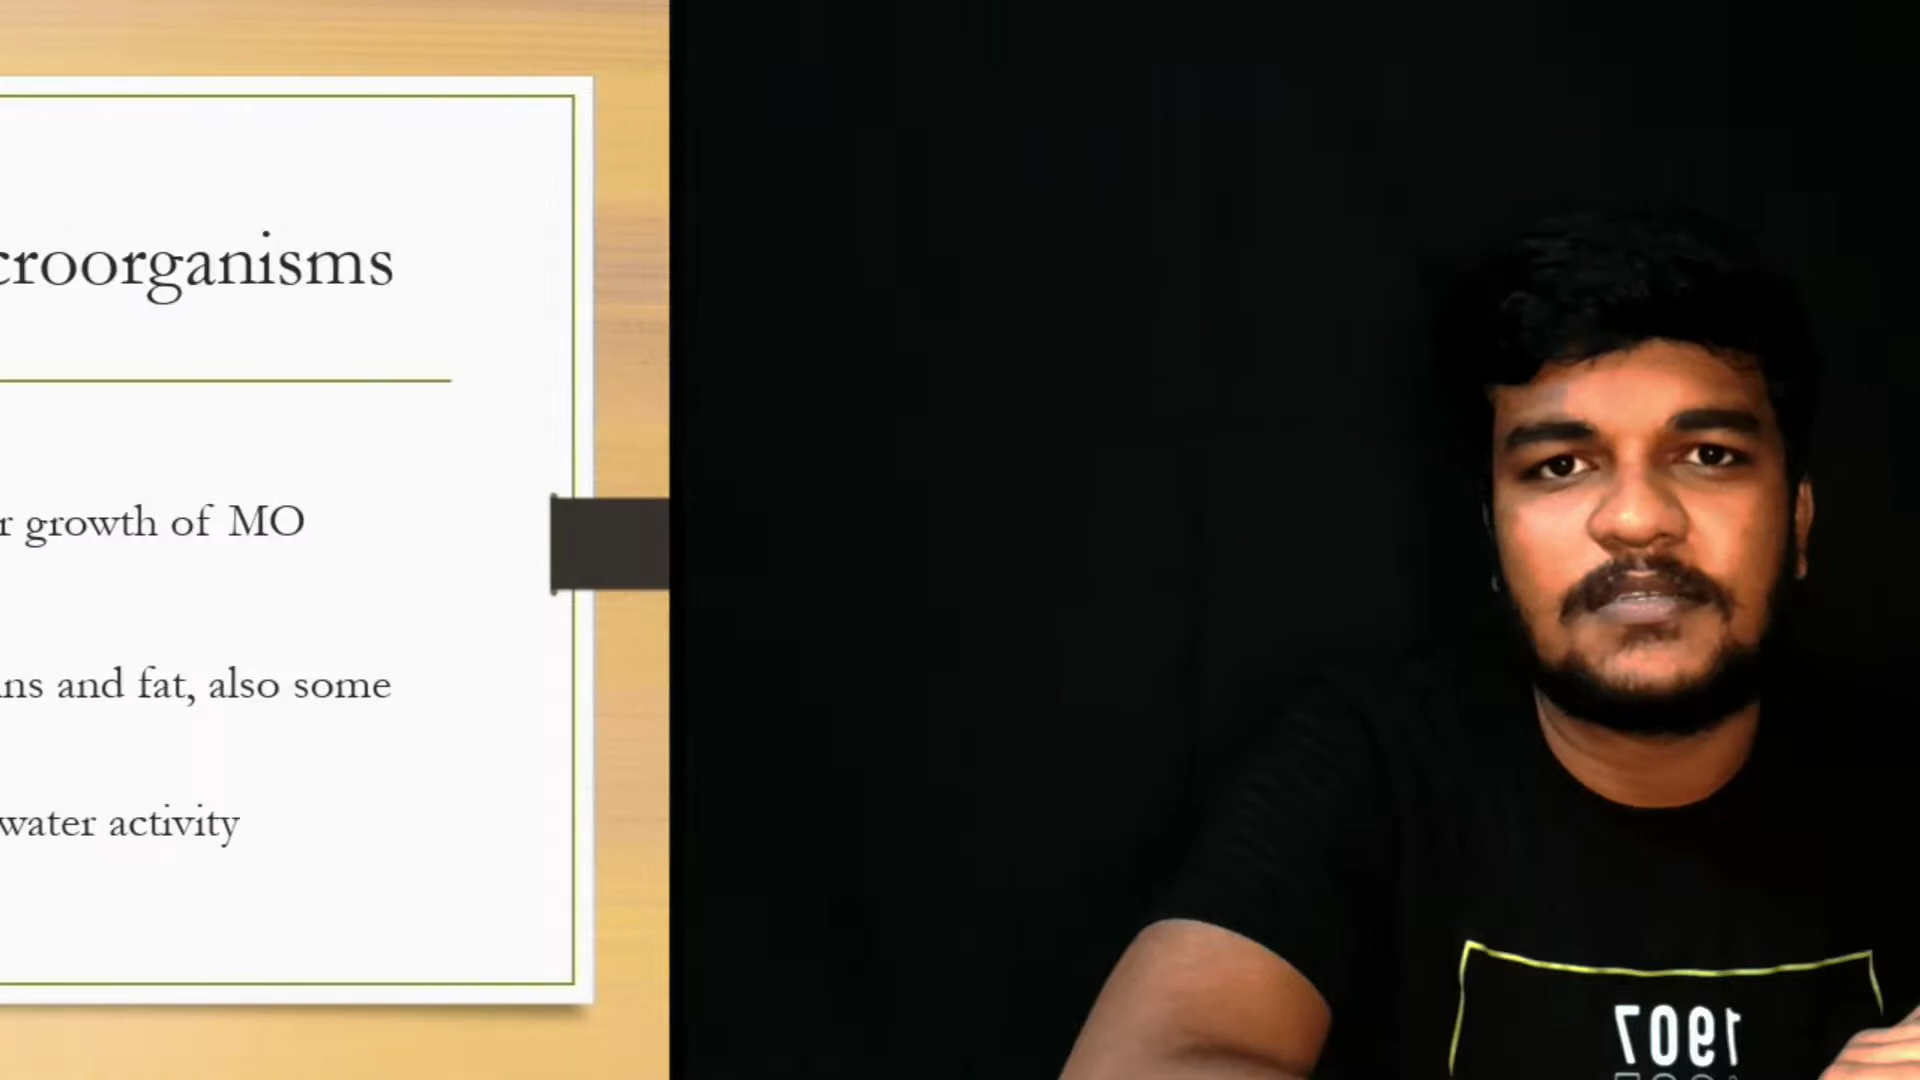 croorganisms
r growth of MO
ns and fat, also some
water activity
1907